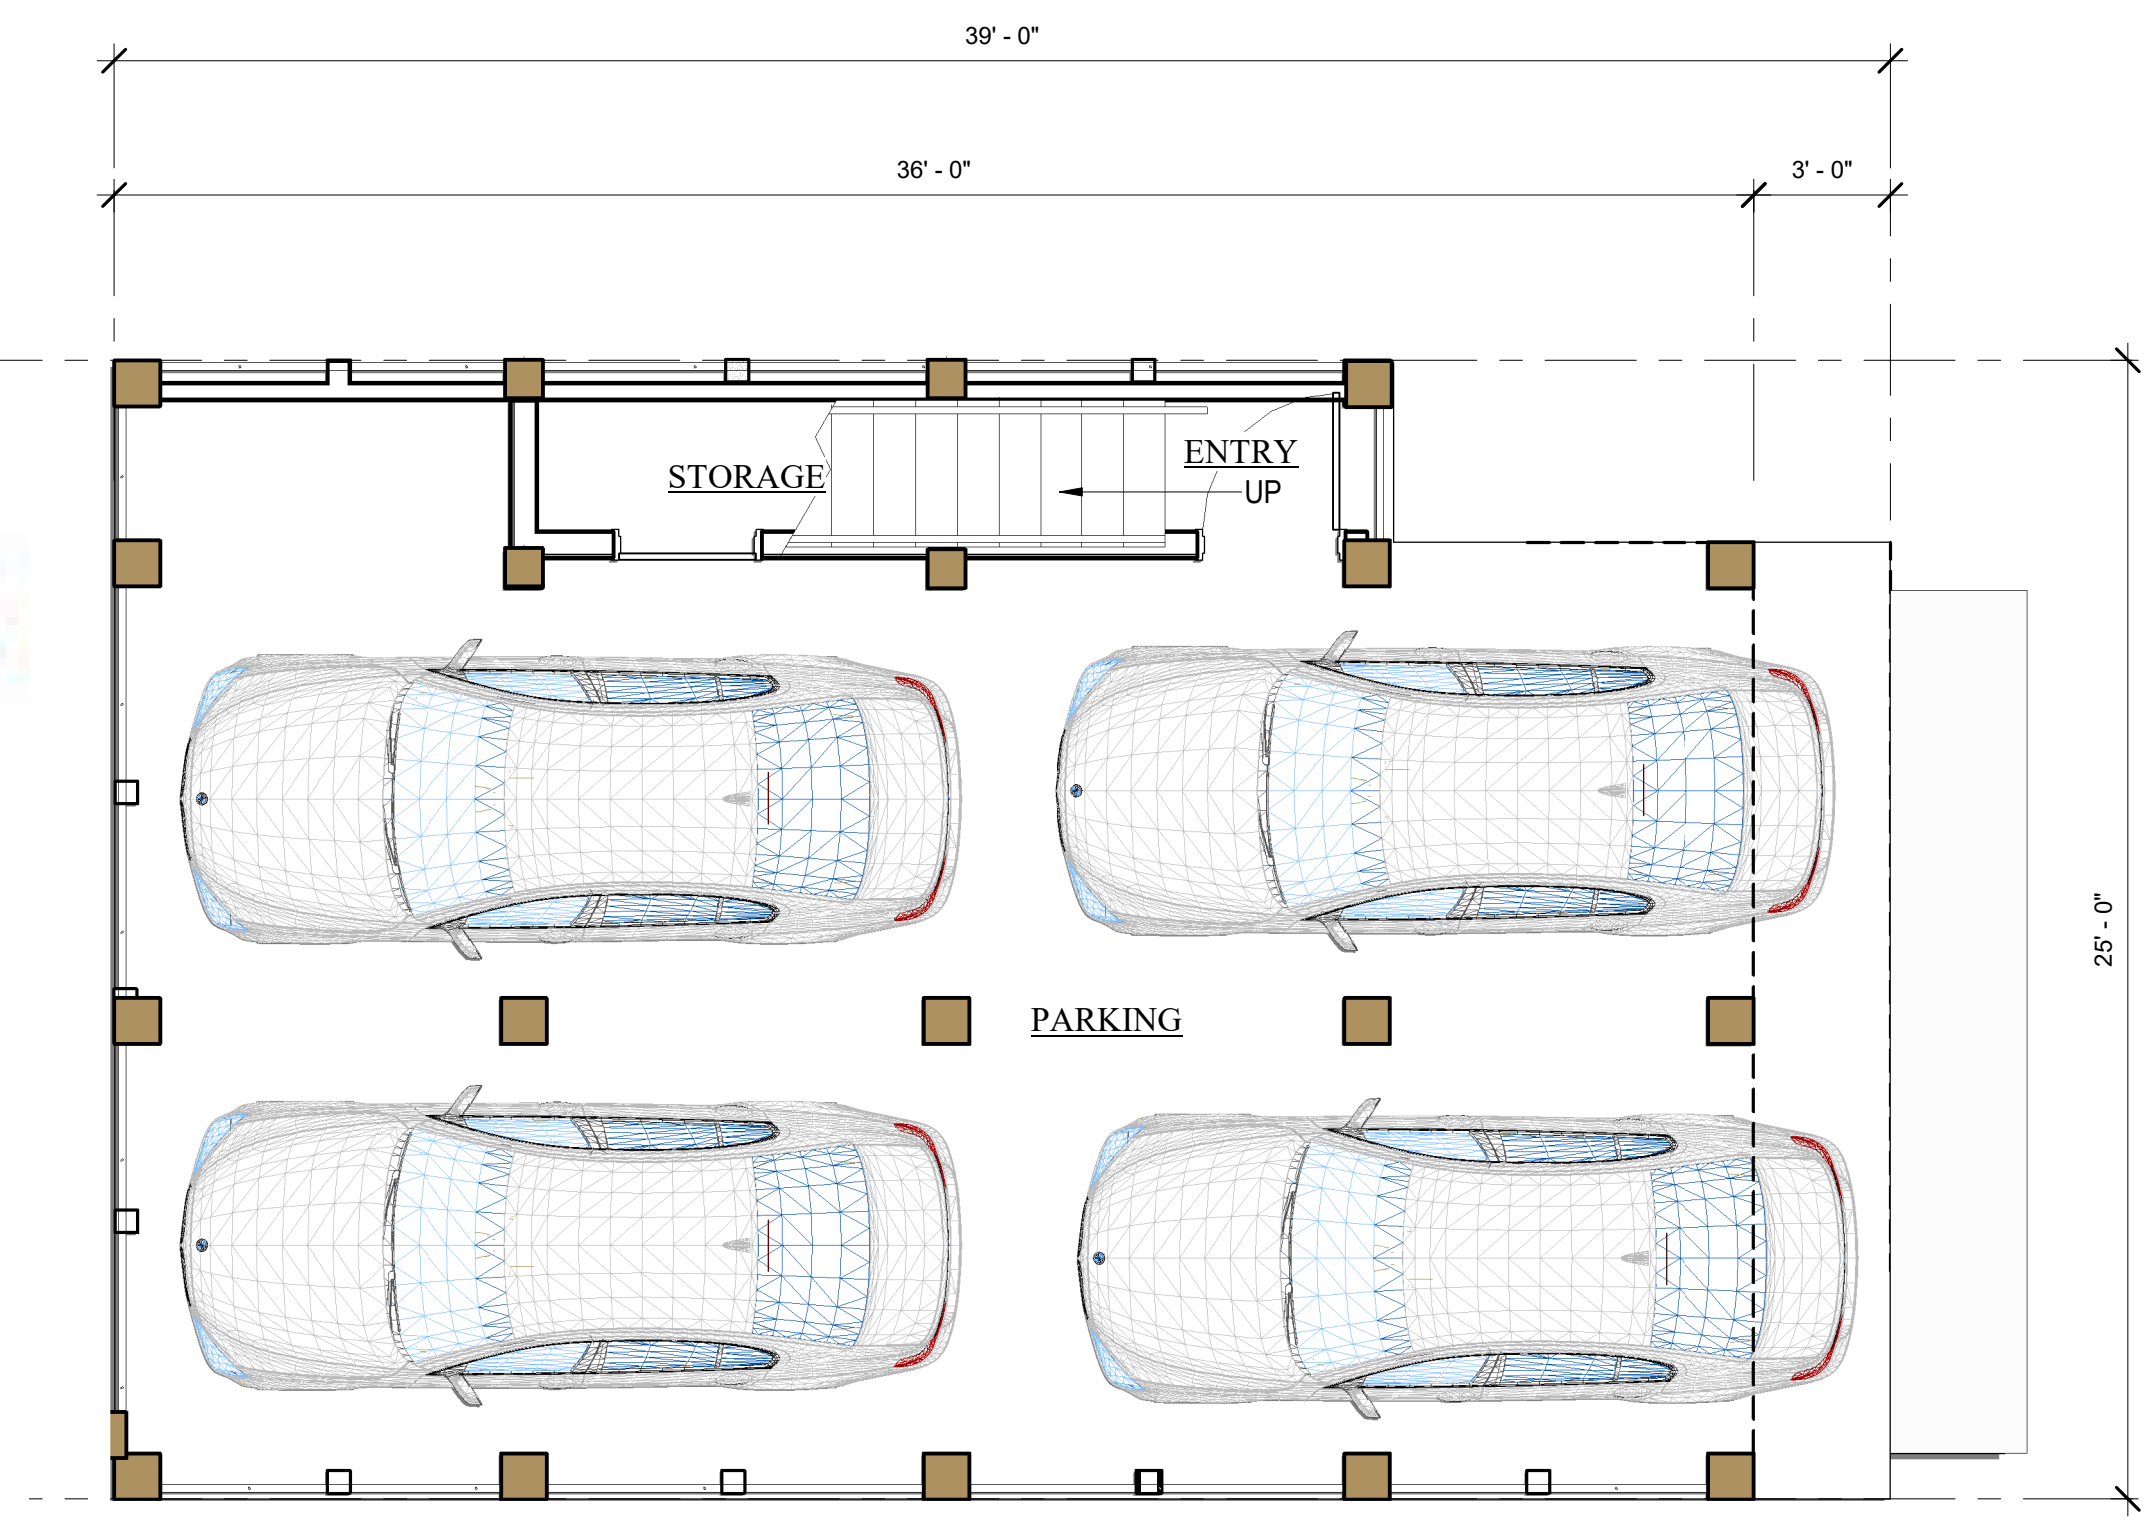 39' - 0"
36' - 0"
3' - 0"
ENTRY
STORAGE
UP
25' - 0"
PARKING